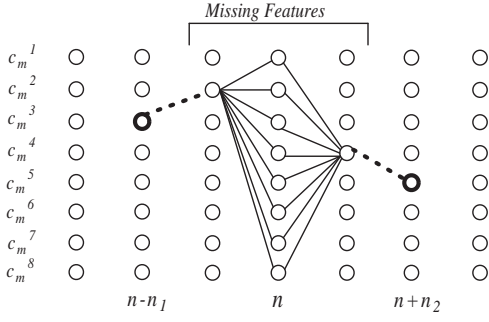 Missing Features
c_m^1
c_m^2
c_m^3
c_m^4
c_m^5
c_m^6
c_m^7
c_m^8
n-n_1 n n+n_2